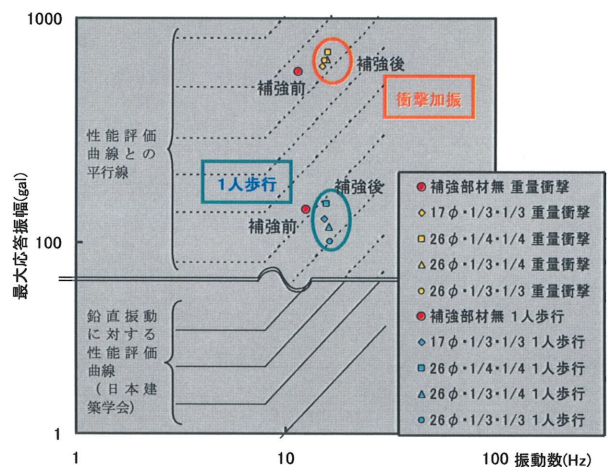 1000
100
1
最大応答振幅(gal)
補強後
補強前
衝撃加振
性能評価
曲線との
平行線
1人歩行
補強後
補強前
鉛直振動
に対する
性能評価
曲線
(日本建
築学会)
補強部材無 重量衝撃
17φ・1/3・1/3 重量衝撃
26φ・1/4・1/4 重量衝撃
26φ・1/3・1/3 重量衝撃
26φ・1/3・1/3 重量衝撃
補強部材無 1人歩行
17φ・1/3・1/3 1人歩行
26φ・1/4・1/4 1人歩行
26φ・1/3・1/3 1人歩行
26φ・1/3・1/3 1人歩行
1
10
100
振動数(Hz)